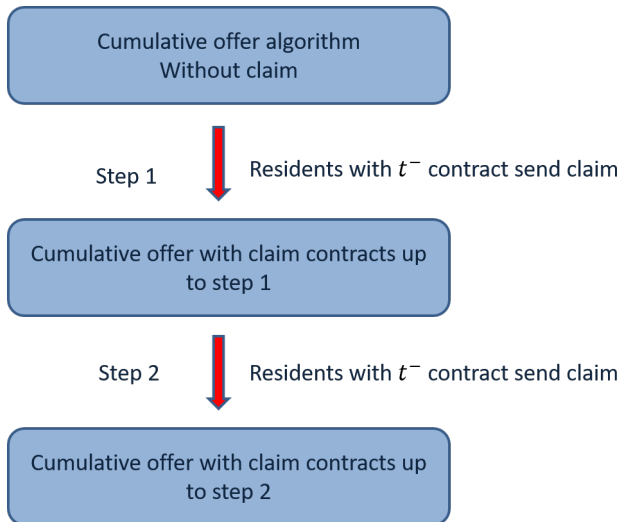 Cumulative offer algorithm
Without claim
Step 1
Residents with t⁻ contract send claim
Cumulative offer with claim contracts up
to step 1
Step 2
Residents with t⁻ contract send claim
Cumulative offer with claim contracts up
to step 2